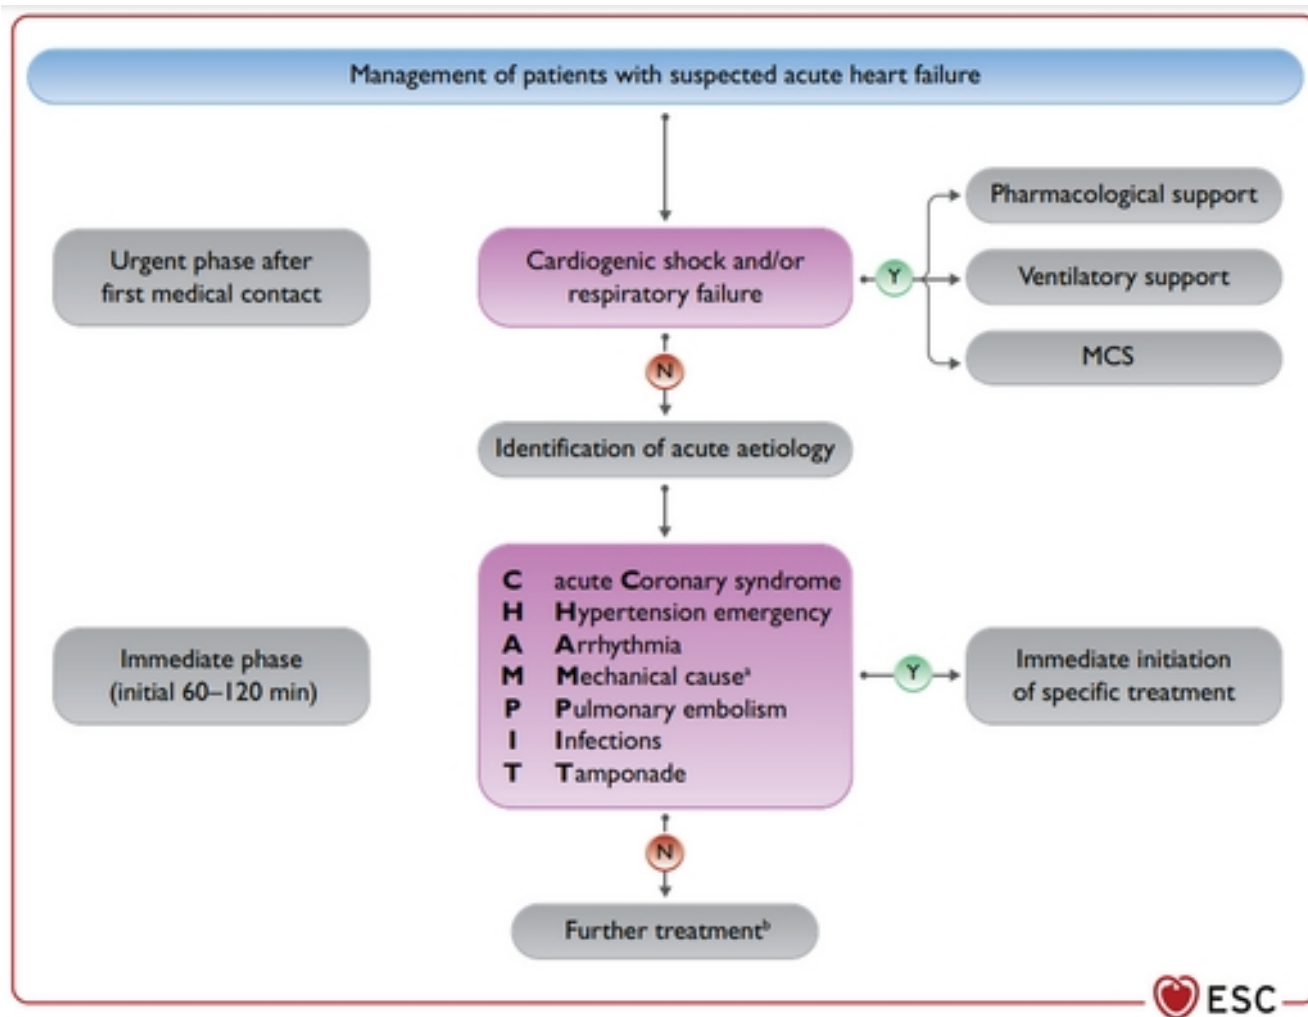 Management of patients with suspected acute heart failure
Urgent phase after
first medical contact
Cardiogenic shock and/or
respiratory failure
Y
Pharmacological support
Ventilatory support
MCS
N
Identification of acute aetiology
Immediate phase
(initial 60–120 min)
C acute Coronary syndrome
H Hypertension emergency
A Arrhythmia
M Mechanical causeᵃ
P Pulmonary embolism
I Infections
T Tamponade
Y
Immediate initiation
of specific treatment
N
Further treatmentᵇ
ESC